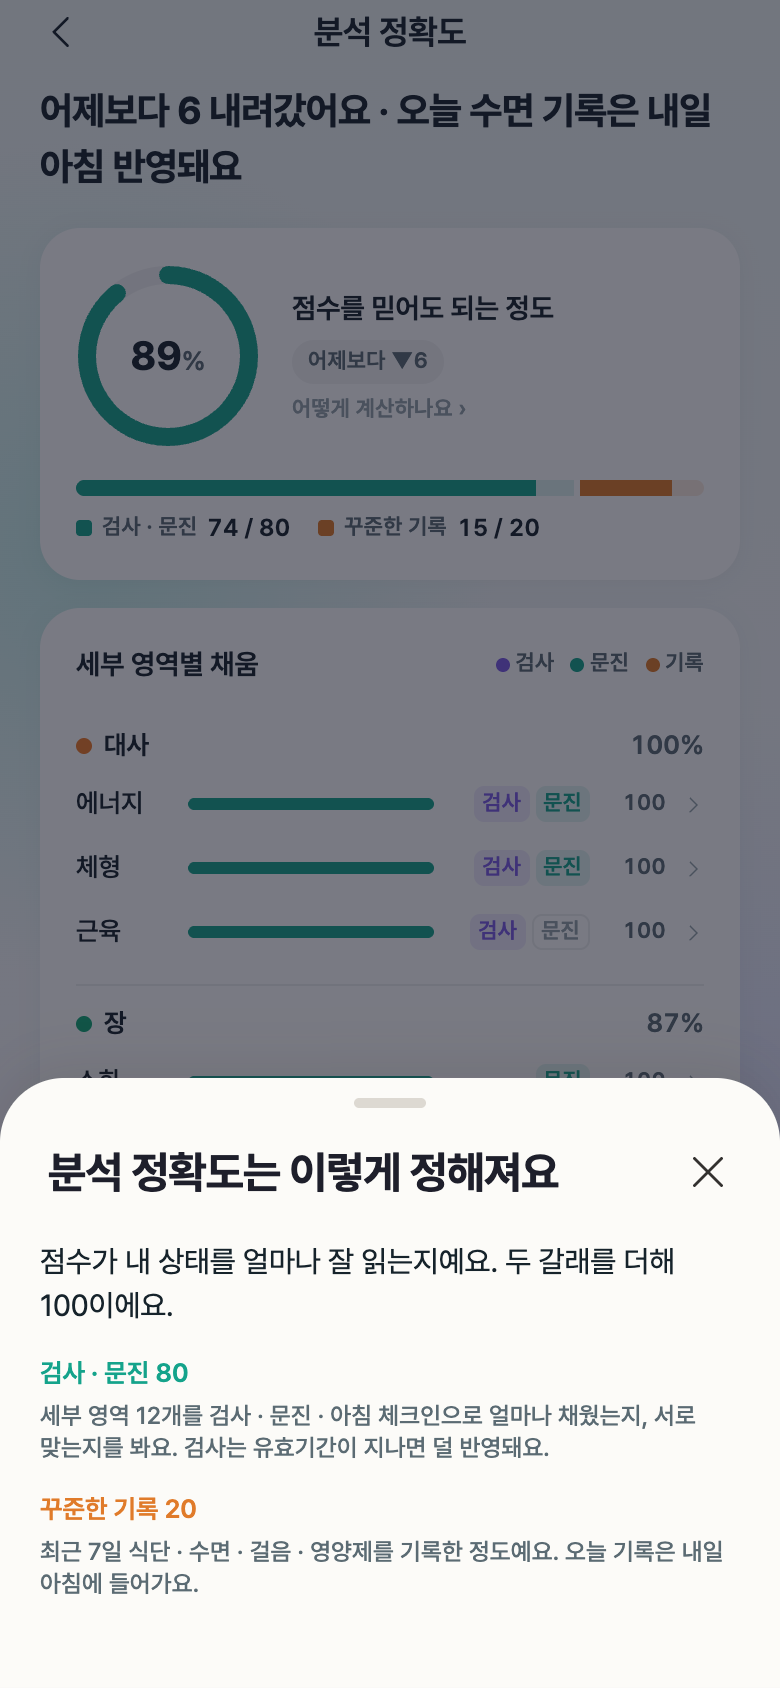 분석 정확도
어제보다 6 내려갔어요 · 오늘 수면 기록은 내일
아침 반영돼요
89%
점수를 믿어도 되는 정도
어제보다 ▼6
어떻게 계산하나요 ›
검사 · 문진 74 / 80 꾸준한 기록 15 / 20
세부 영역별 채움 검사 문진 기록
대사 100%
에너지 검사 문진 100
체형 검사 문진 100
근육 검사 문진 100
장 87%
분석 정확도는 이렇게 정해져요
점수가 내 상태를 얼마나 잘 읽는지예요. 두 갈래를 더해
100이에요.
검사 · 문진 80
세부 영역 12개를 검사 · 문진 · 아침 체크인으로 얼마나 채웠는지, 서로
맞는지를 봐요. 검사는 유효기간이 지나면 덜 반영돼요.
꾸준한 기록 20
최근 7일 식단 · 수면 · 걸음 · 영양제를 기록한 정도예요. 오늘 기록은 내일
아침에 들어가요.